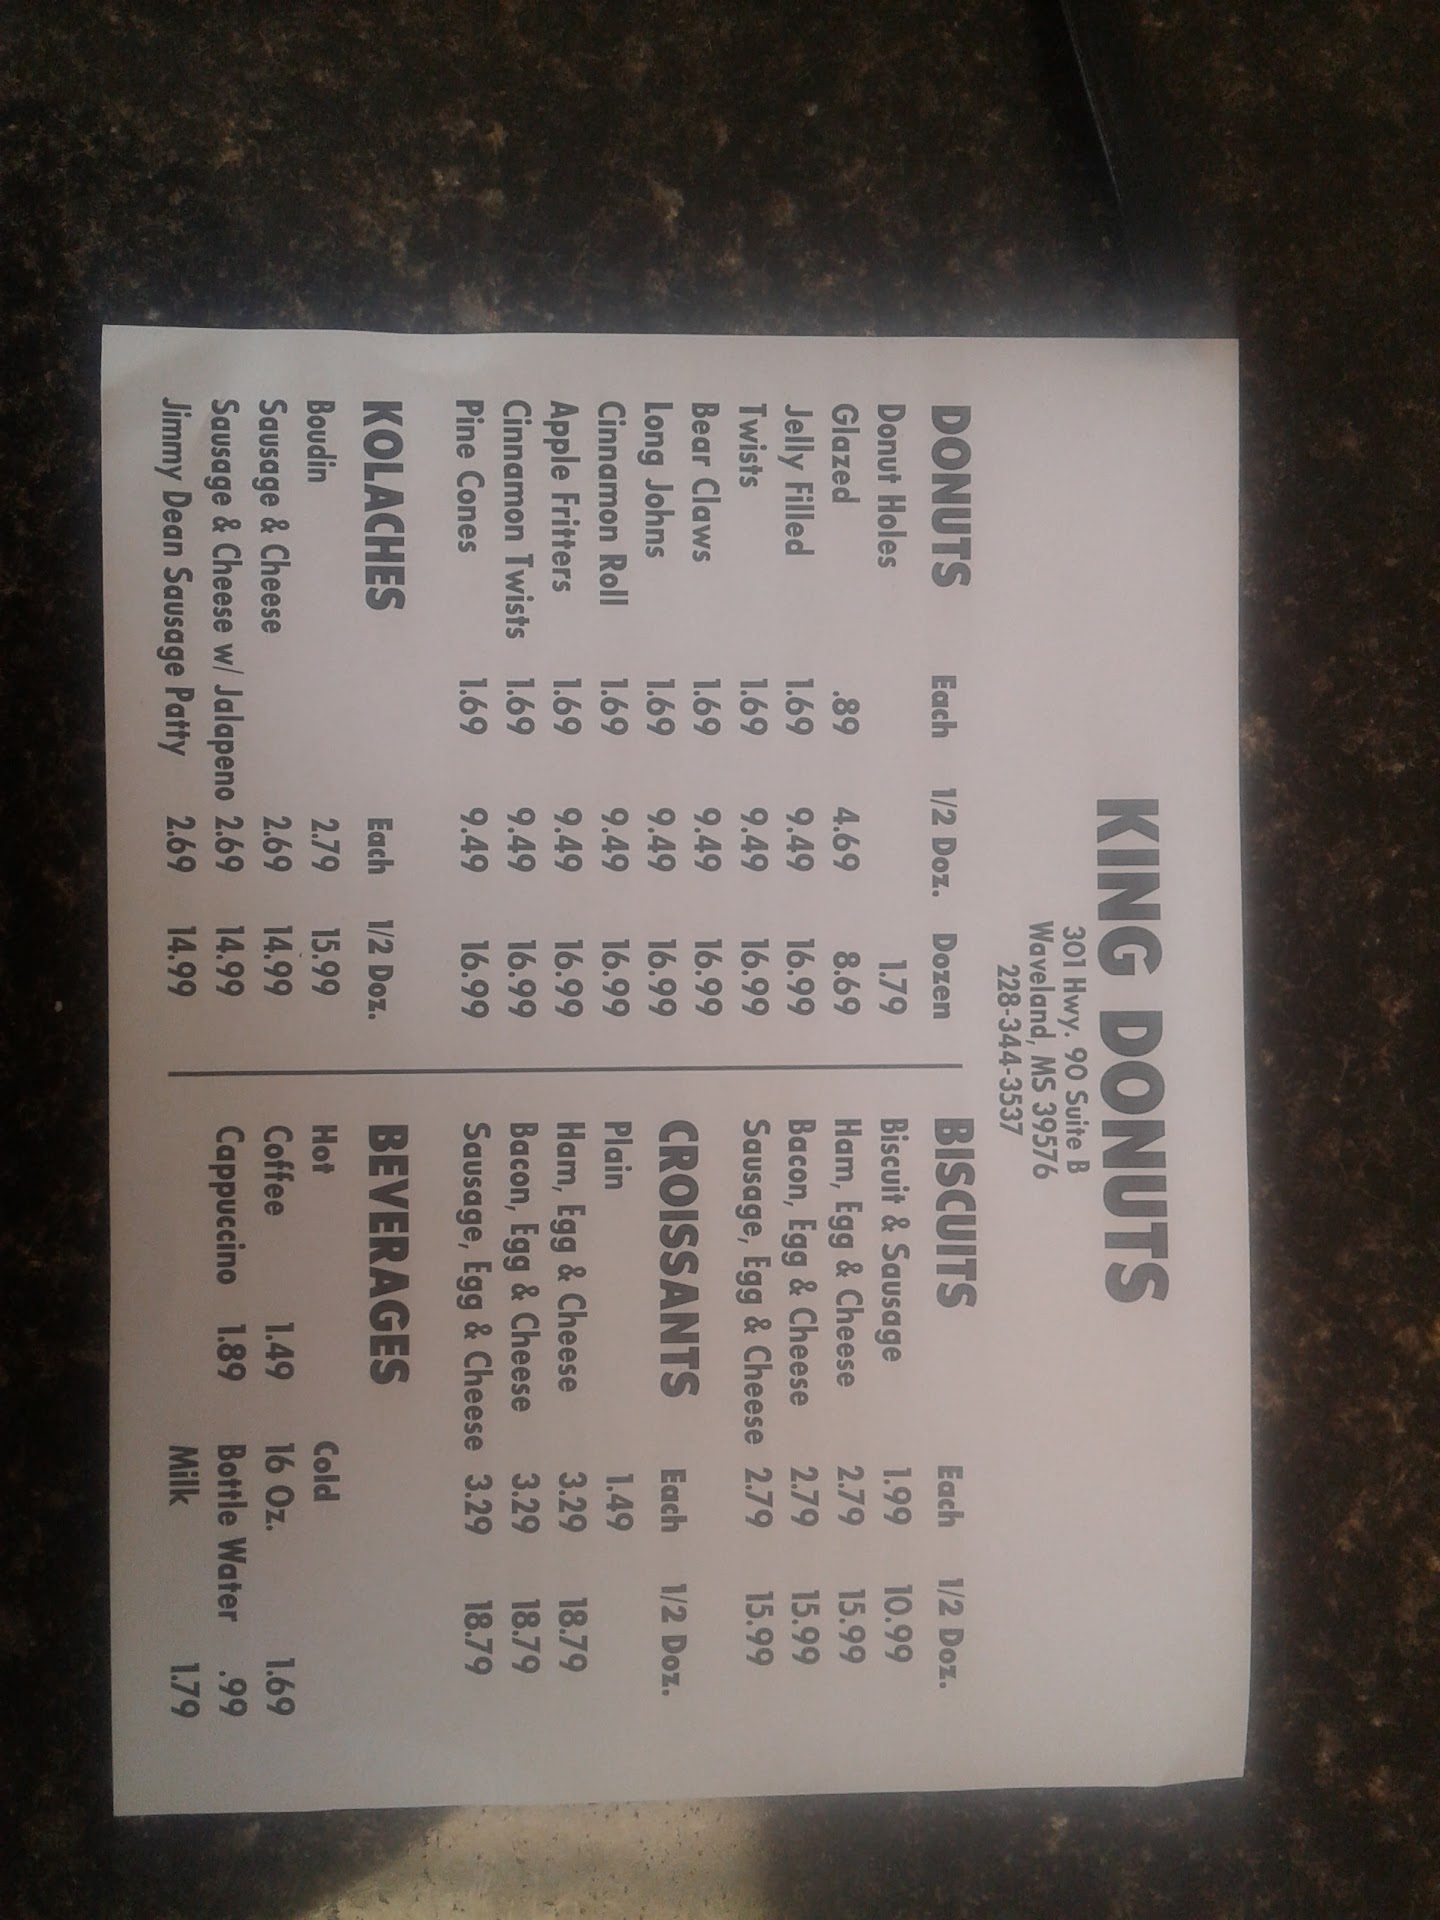 KING DONUTS
301 Hwy. 90 Suite B
Waveland, MS 39576
228-344-3537
DONUTS Each 1/2 Doz. Dozen
Donut Holes 1.79
Glazed .89 4.69 8.69
Jelly Filled 1.69 9.49 16.99
Twists 1.69 9.49 16.99
Bear Claws 1.69 9.49 16.99
Long Johns 1.69 9.49 16.99
Cinnamon Roll 1.69 9.49 16.99
Apple Fritters 1.69 9.49 16.99
Cinnamon Twists 1.69 9.49 16.99
Pine Cones 1.69 9.49 16.99
KOLACHES Each 1/2 Doz.
Boudin 2.79 15.99
Sausage & Cheese 2.69 14.99
Sausage & Cheese w/ Jalapeno 2.69 14.99
Jimmy Dean Sausage Patty 2.69 14.99
BISCUITS Each 1/2 Doz.
Biscuit & Sausage 1.99 10.99
Ham, Egg & Cheese 2.79 15.99
Bacon, Egg & Cheese 2.79 15.99
Sausage, Egg & Cheese 2.79 15.99
CROISSANTS Each 1/2 Doz.
Plain 1.49
Ham, Egg & Cheese 3.29 18.79
Bacon, Egg & Cheese 3.29 18.79
Sausage, Egg & Cheese 3.29 18.79
BEVERAGES
Hot Cold
Coffee 1.49 16 Oz. 1.69
Cappuccino 1.89 Bottle Water .99
Milk 1.79